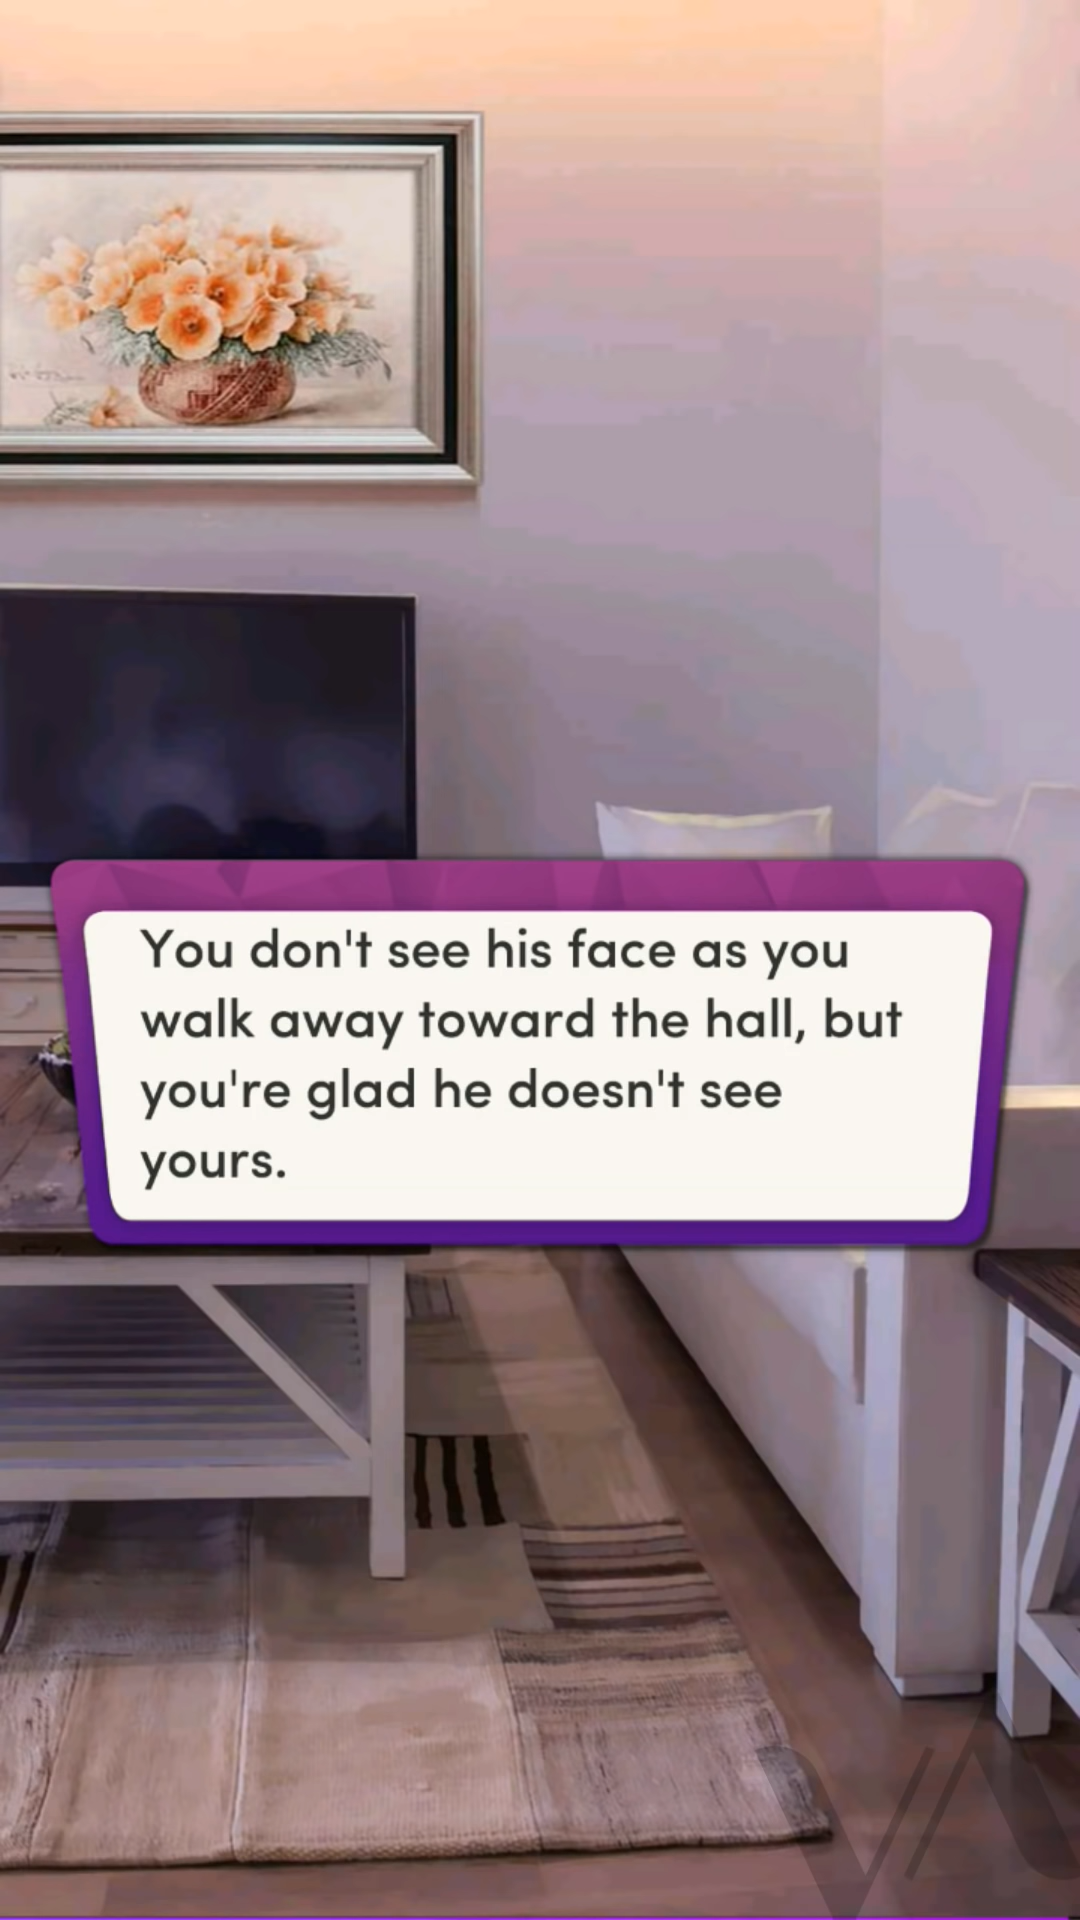 You don't see his face as you
walk away toward the hall, but
you're glad he doesn't see
yours.